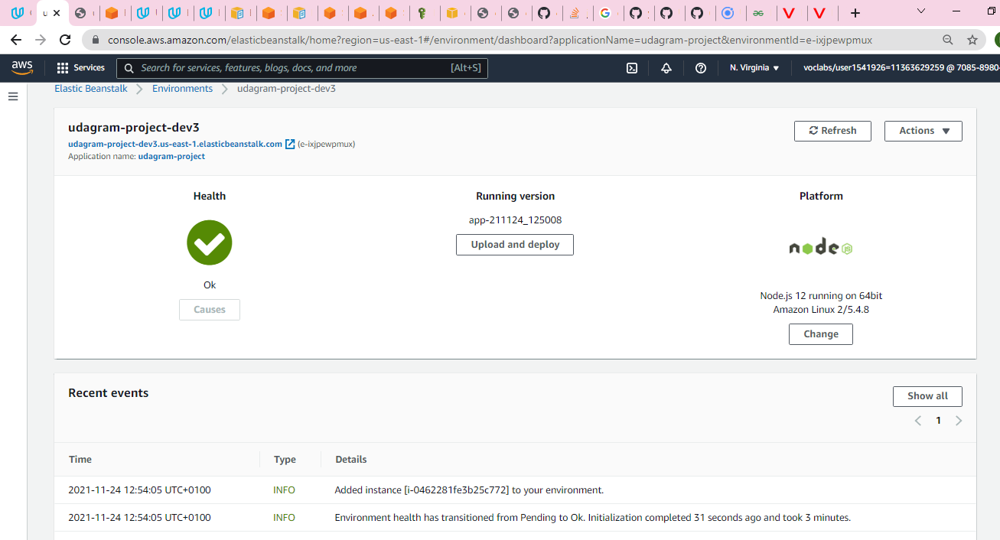 console.aws.amazon.com/elasticbeanstalk/home?region=us-east-1#/environment/dashboard?applicationName=udagram-project&environmentId=e-ixjpewpmux
aws
Services
Search for services, features, blogs, docs, and more
[Alt+S]
N. Virginia
voclabs/user1541926=11363629259 @ 7085-8980-
Elastic Beanstalk
Environments
udagram-project-dev3
udagram-project-dev3
Refresh
Actions
udagram-project-dev3.us-east-1.elasticbeanstalk.com (e-ixjpewpmux)
Application name: udagram-project
Health
Running version
Platform
app-211124_125008
Upload and deploy
node
JS
Ok
Node.js 12 running on 64bit
Amazon Linux 2/5.4.8
Causes
Change
Recent events
Show all
1
Time Type Details
2021-11-24 12:54:05 UTC+0100 INFO Added instance [i-0462281fe3b25c772] to your environment.
2021-11-24 12:54:05 UTC+0100 INFO Environment health has transitioned from Pending to Ok. Initialization completed 31 seconds ago and took 3 minutes.